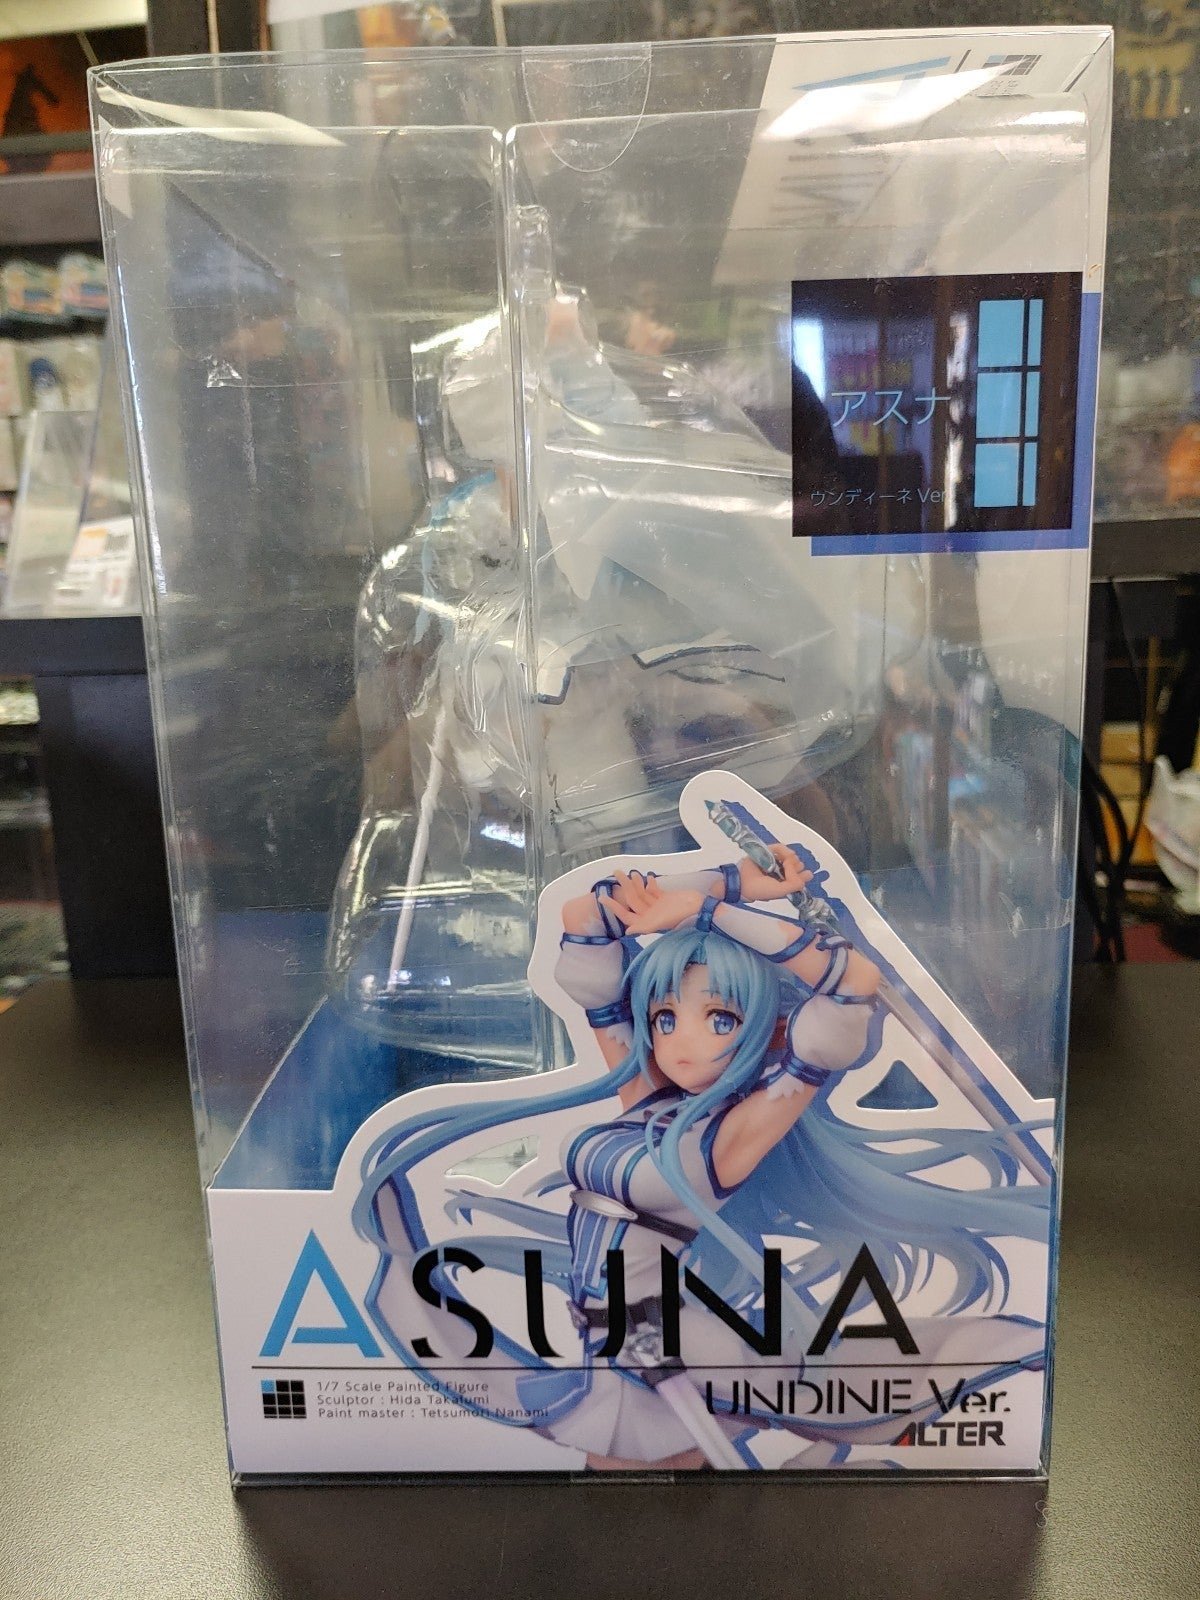 アスナ
ウンディーネ Ver.
ASUNA
1/7 Scale Painted Figure
Sculptor : Hida Takafumi
Paint master : Tetsumori Nanami
UNDINE Ver.
ALTER